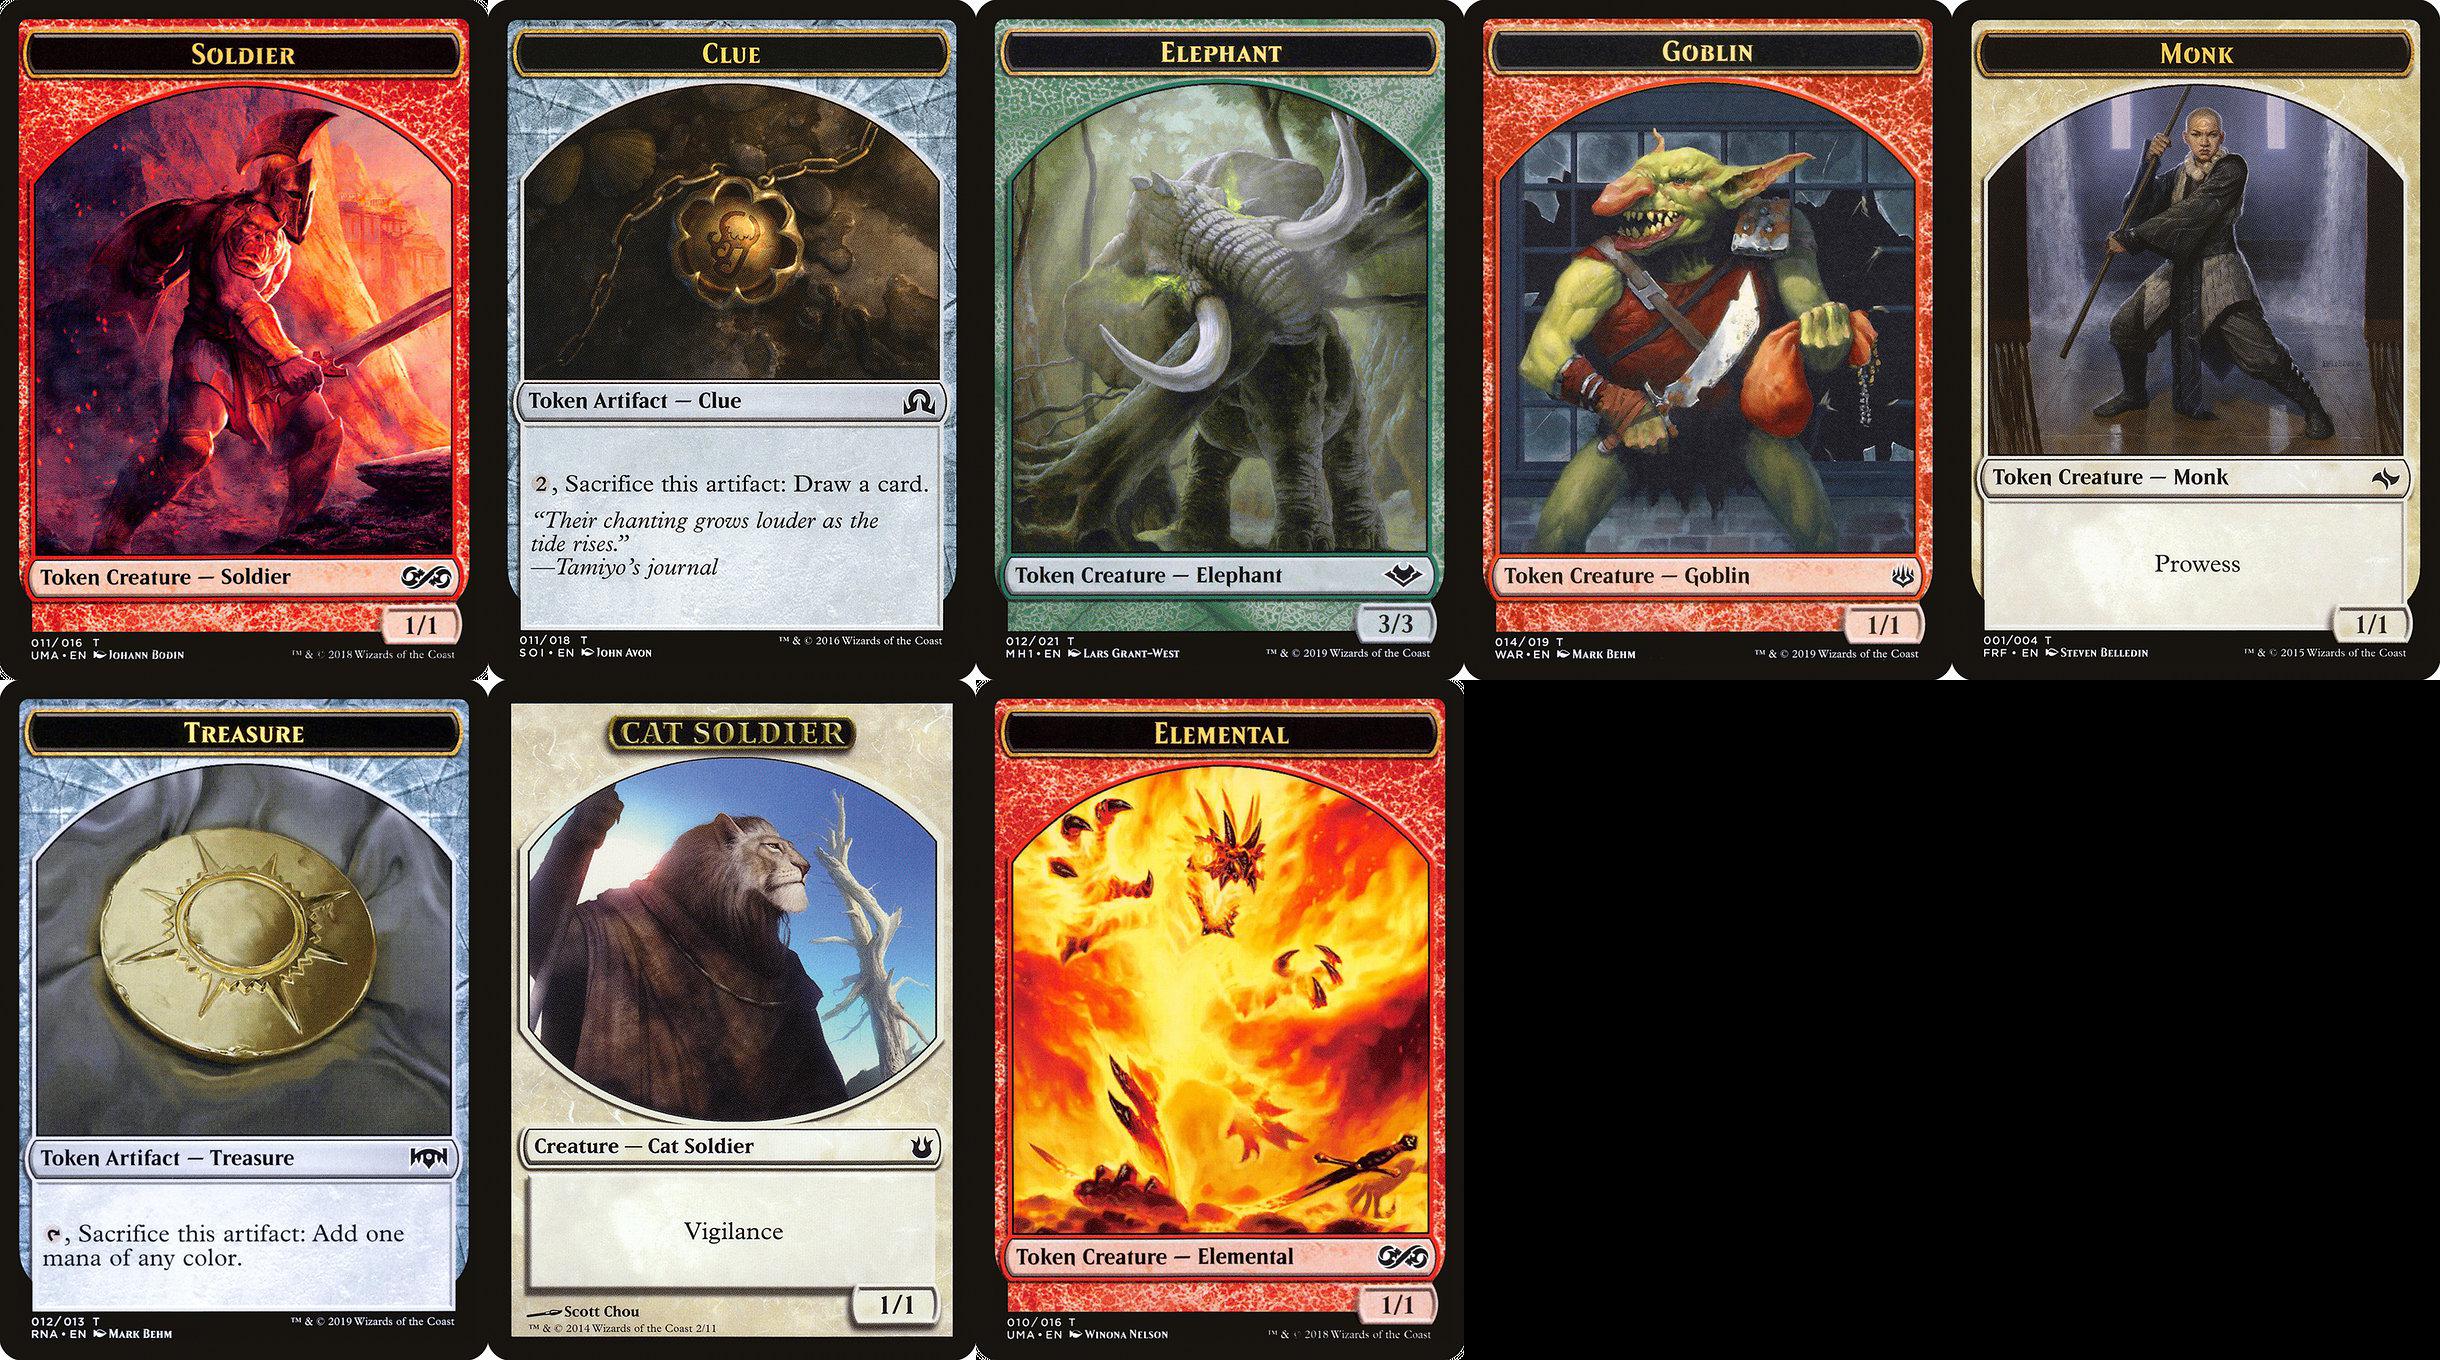 SOLDIER
Token Creature — Soldier
1/1
011/016 T
UMA • EN JOHANN BODIN
™ & © 2018 Wizards of the Coast
CLUE
Token Artifact — Clue
2, Sacrifice this artifact: Draw a card.
“Their chanting grows louder as the
tide rises.”
—Tamiyo’s journal
011/018 T
SOI • EN JOHN AVON
™ & © 2016 Wizards of the Coast
ELEPHANT
Token Creature — Elephant
3/3
012/021 T
MH1 • EN LARS GRANT-WEST
™ & © 2019 Wizards of the Coast
GOBLIN
Token Creature — Goblin
1/1
014/019 T
WAR • EN MARK BEHM
™ & © 2019 Wizards of the Coast
MONK
Token Creature — Monk
Prowess
1/1
001/004 T
FRF • EN STEVEN BELLEDIN
™ & © 2015 Wizards of the Coast
TREASURE
Token Artifact — Treasure
, Sacrifice this artifact: Add one
mana of any color.
012/013 T
RNA • EN MARK BEHM
™ & © 2019 Wizards of the Coast
CAT SOLDIER
Creature — Cat Soldier
Vigilance
1/1
Scott Chou
™ & © 2014 Wizards of the Coast 2/11
ELEMENTAL
Token Creature — Elemental
1/1
010/016 T
UMA • EN WINONA NELSON
™ & © 2018 Wizards of the Coast